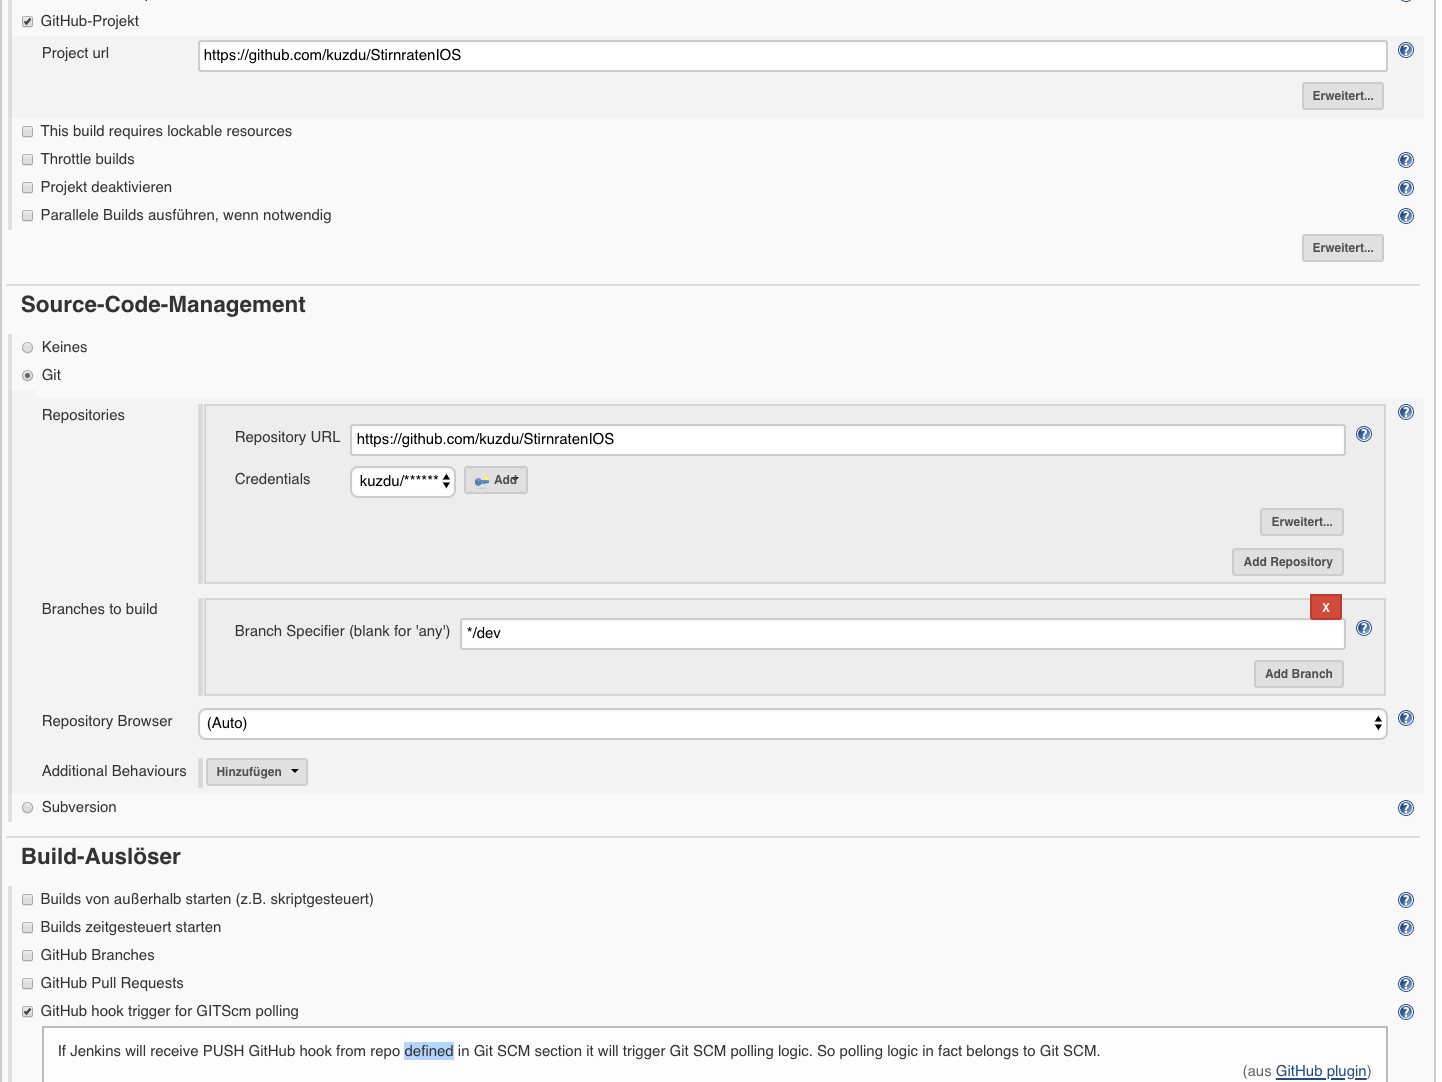 GitHub-Projekt
Project url
https://github.com/kuzdu/StirnratenIOS
Erweitert...
This build requires lockable resources
Throttle builds
Projekt deaktivieren
Parallele Builds ausführen, wenn notwendig
Erweitert...
Source-Code-Management
Keines
Git
Repositories
Repository URL
https://github.com/kuzdu/StirnratenIOS
Credentials
kuzdu/******
Add
Erweitert...
Add Repository
Branches to build
X
Branch Specifier (blank for 'any')
*/dev
Add Branch
Repository Browser
(Auto)
Additional Behaviours
Hinzufügen
Subversion
Build-Auslöser
Builds von außerhalb starten (z.B. skriptgesteuert)
Builds zeitgesteuert starten
GitHub Branches
GitHub Pull Requests
GitHub hook trigger for GITScm polling
If Jenkins will receive PUSH GitHub hook from repo defined in Git SCM section it will trigger Git SCM polling logic. So polling logic in fact belongs to Git SCM.
(aus GitHub plugin)